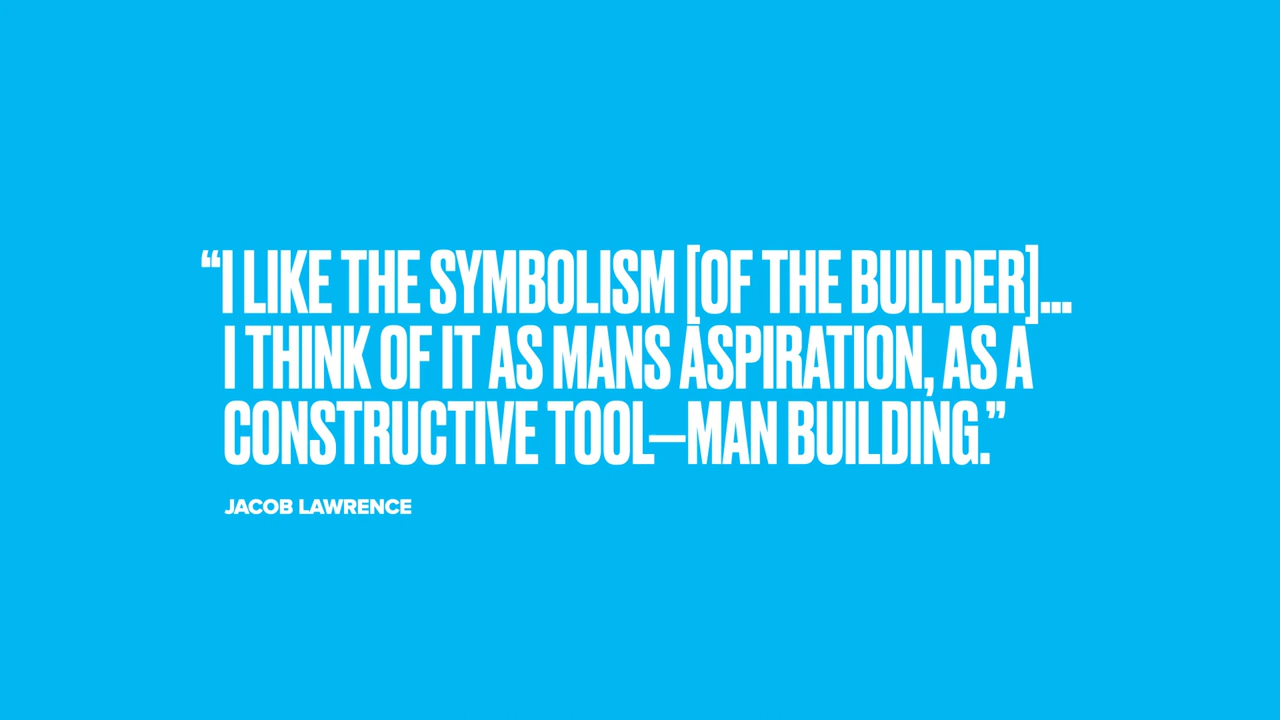 “I LIKE THE SYMBOLISM [OF THE BUILDER]...
I THINK OF IT AS MANS ASPIRATION, AS A
CONSTRUCTIVE TOOL—MAN BUILDING.”
JACOB LAWRENCE